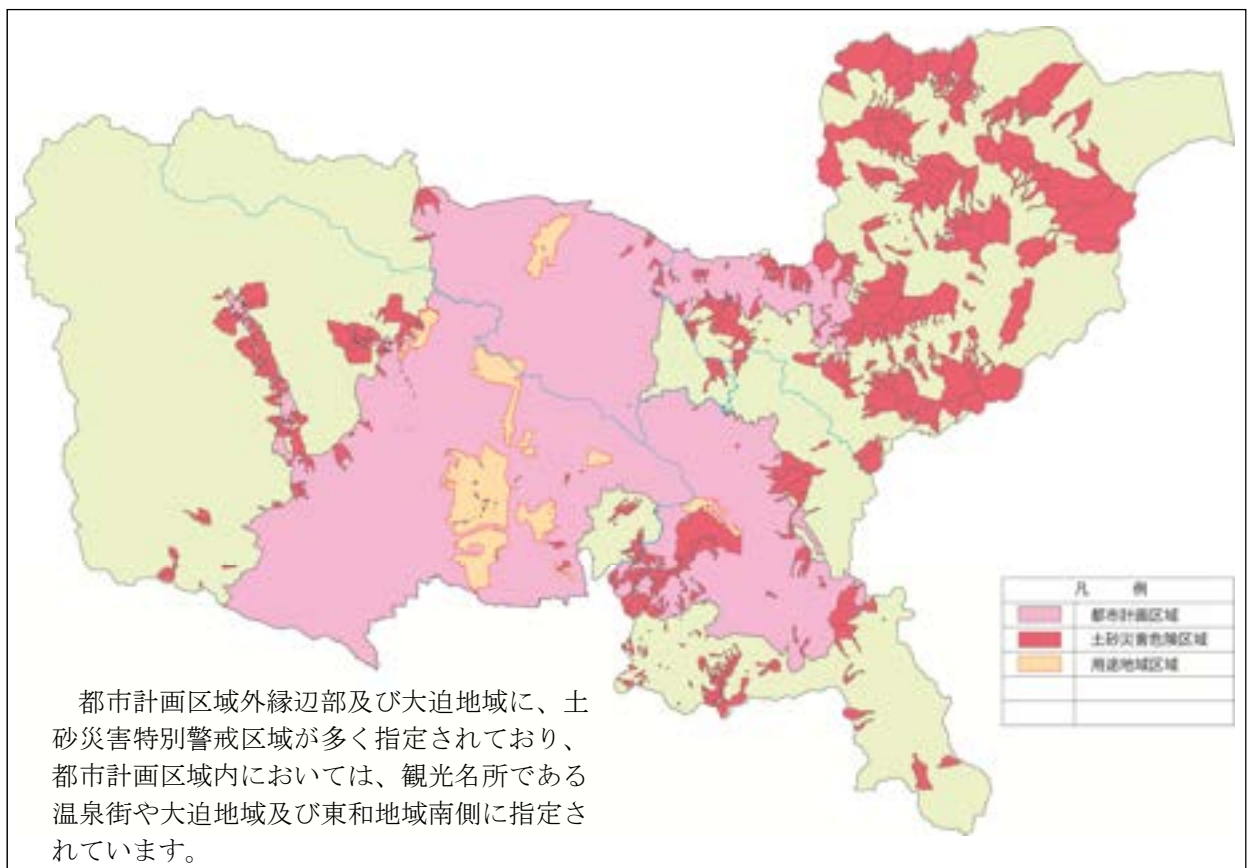 凡 例
都市計画区域
土砂災害危険区域
用途地域区域
都市計画区域外縁辺部及び大迫地域に、土
砂災害特別警戒区域が多く指定されており、
都市計画区域内においては、観光名所である
温泉街や大迫地域及び東和地域南側に指定さ
れています。